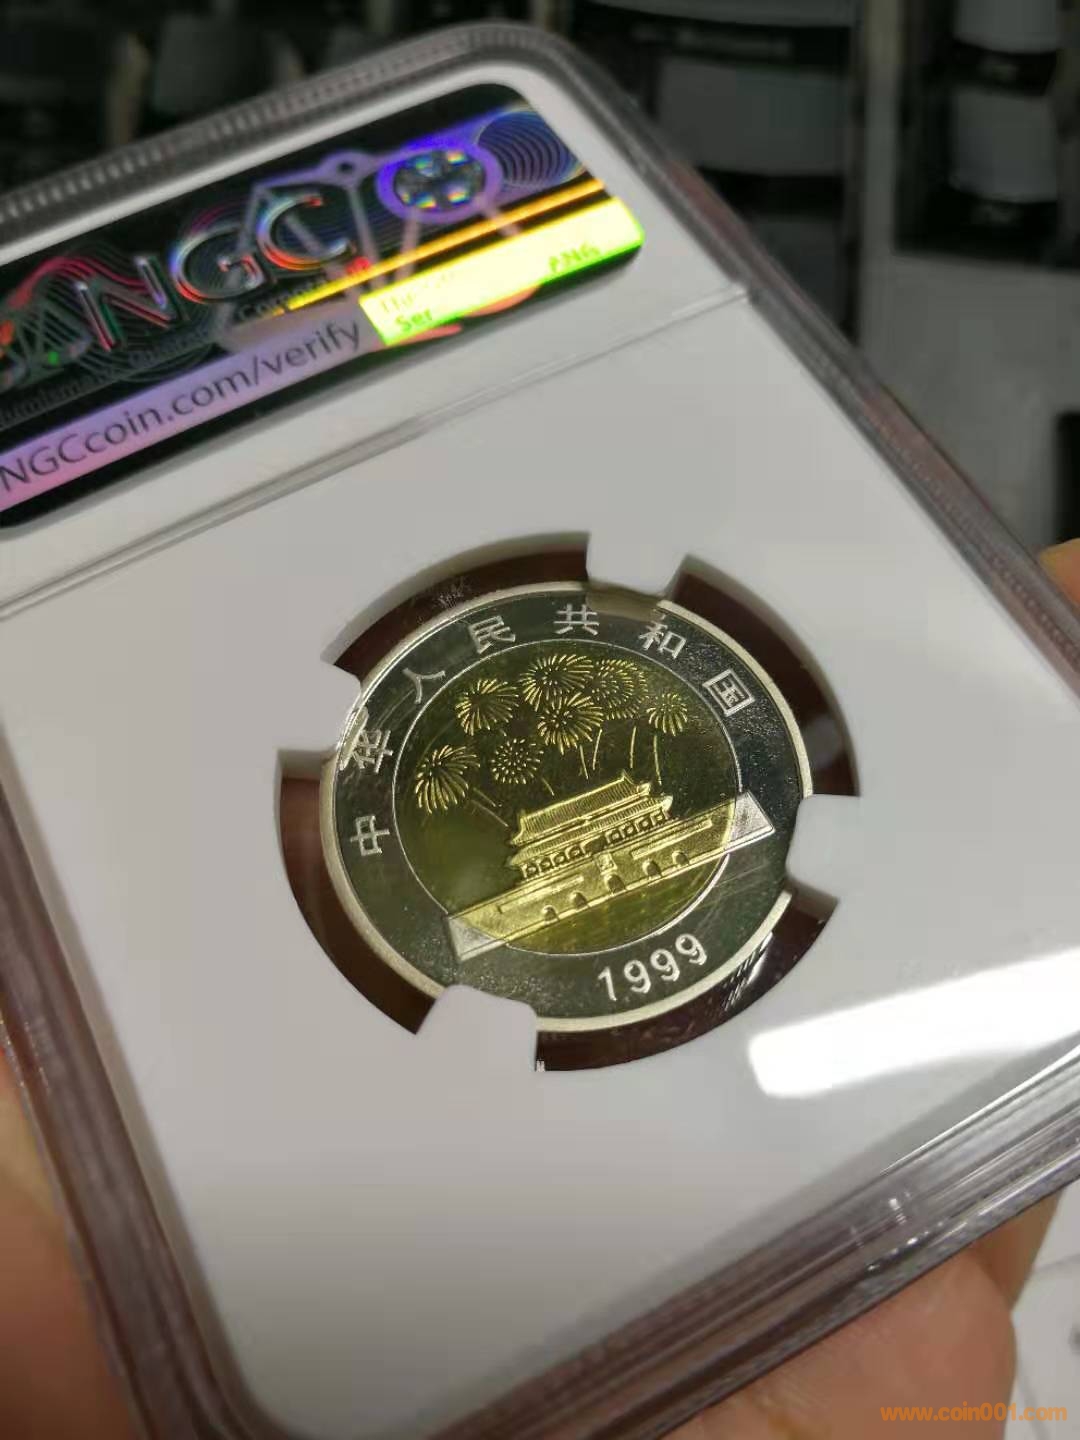 NGC
NGCcoin.com/verify
中华人民共和国
1999
www.coin001.com